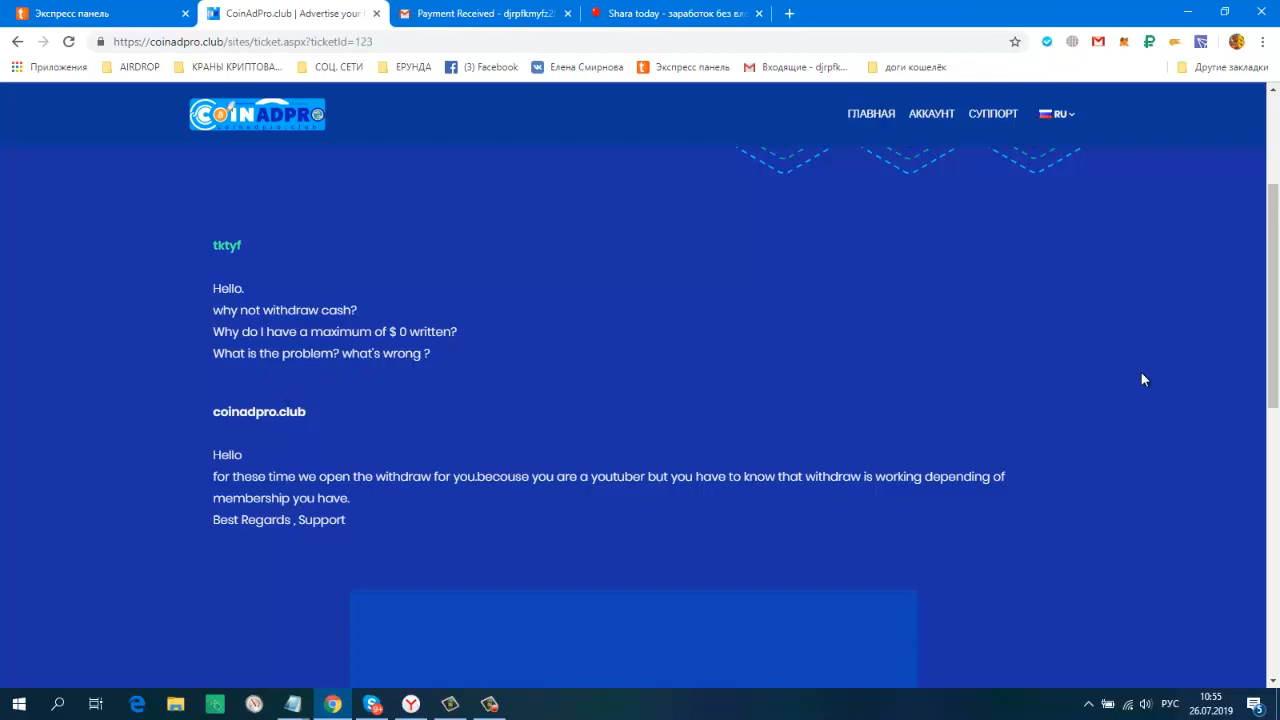 Экспресс панель
CoinAdPro.club | Advertise your
Payment Received - djrpfkmyfz2
Shara today - заработок без вл
https://coinadpro.club/sites/ticket.aspx?ticketId=123
Приложения
AIRDROP
КРАНЫ КРИПТОВА...
СОЦ. СЕТИ
ЕРУНДА
(3) Facebook
Елена Смирнова
Экспресс панель
Входящие - djrpfk...
доги кошелёк
Другие закладки
COINADPRO
coinadpro.club
ГЛАВНАЯ
АККАУНТ
СУППОРТ
RU
tktyf
Hello.
why not withdraw cash?
Why do I have a maximum of $ 0 written?
What is the problem? what's wrong ?
coinadpro.club
Hello
for these time we open the withdraw for you.becouse you are a youtuber but you have to know that withdraw is working depending of
membership you have.
Best Regards , Support
РУС
10:55
26.07.2019